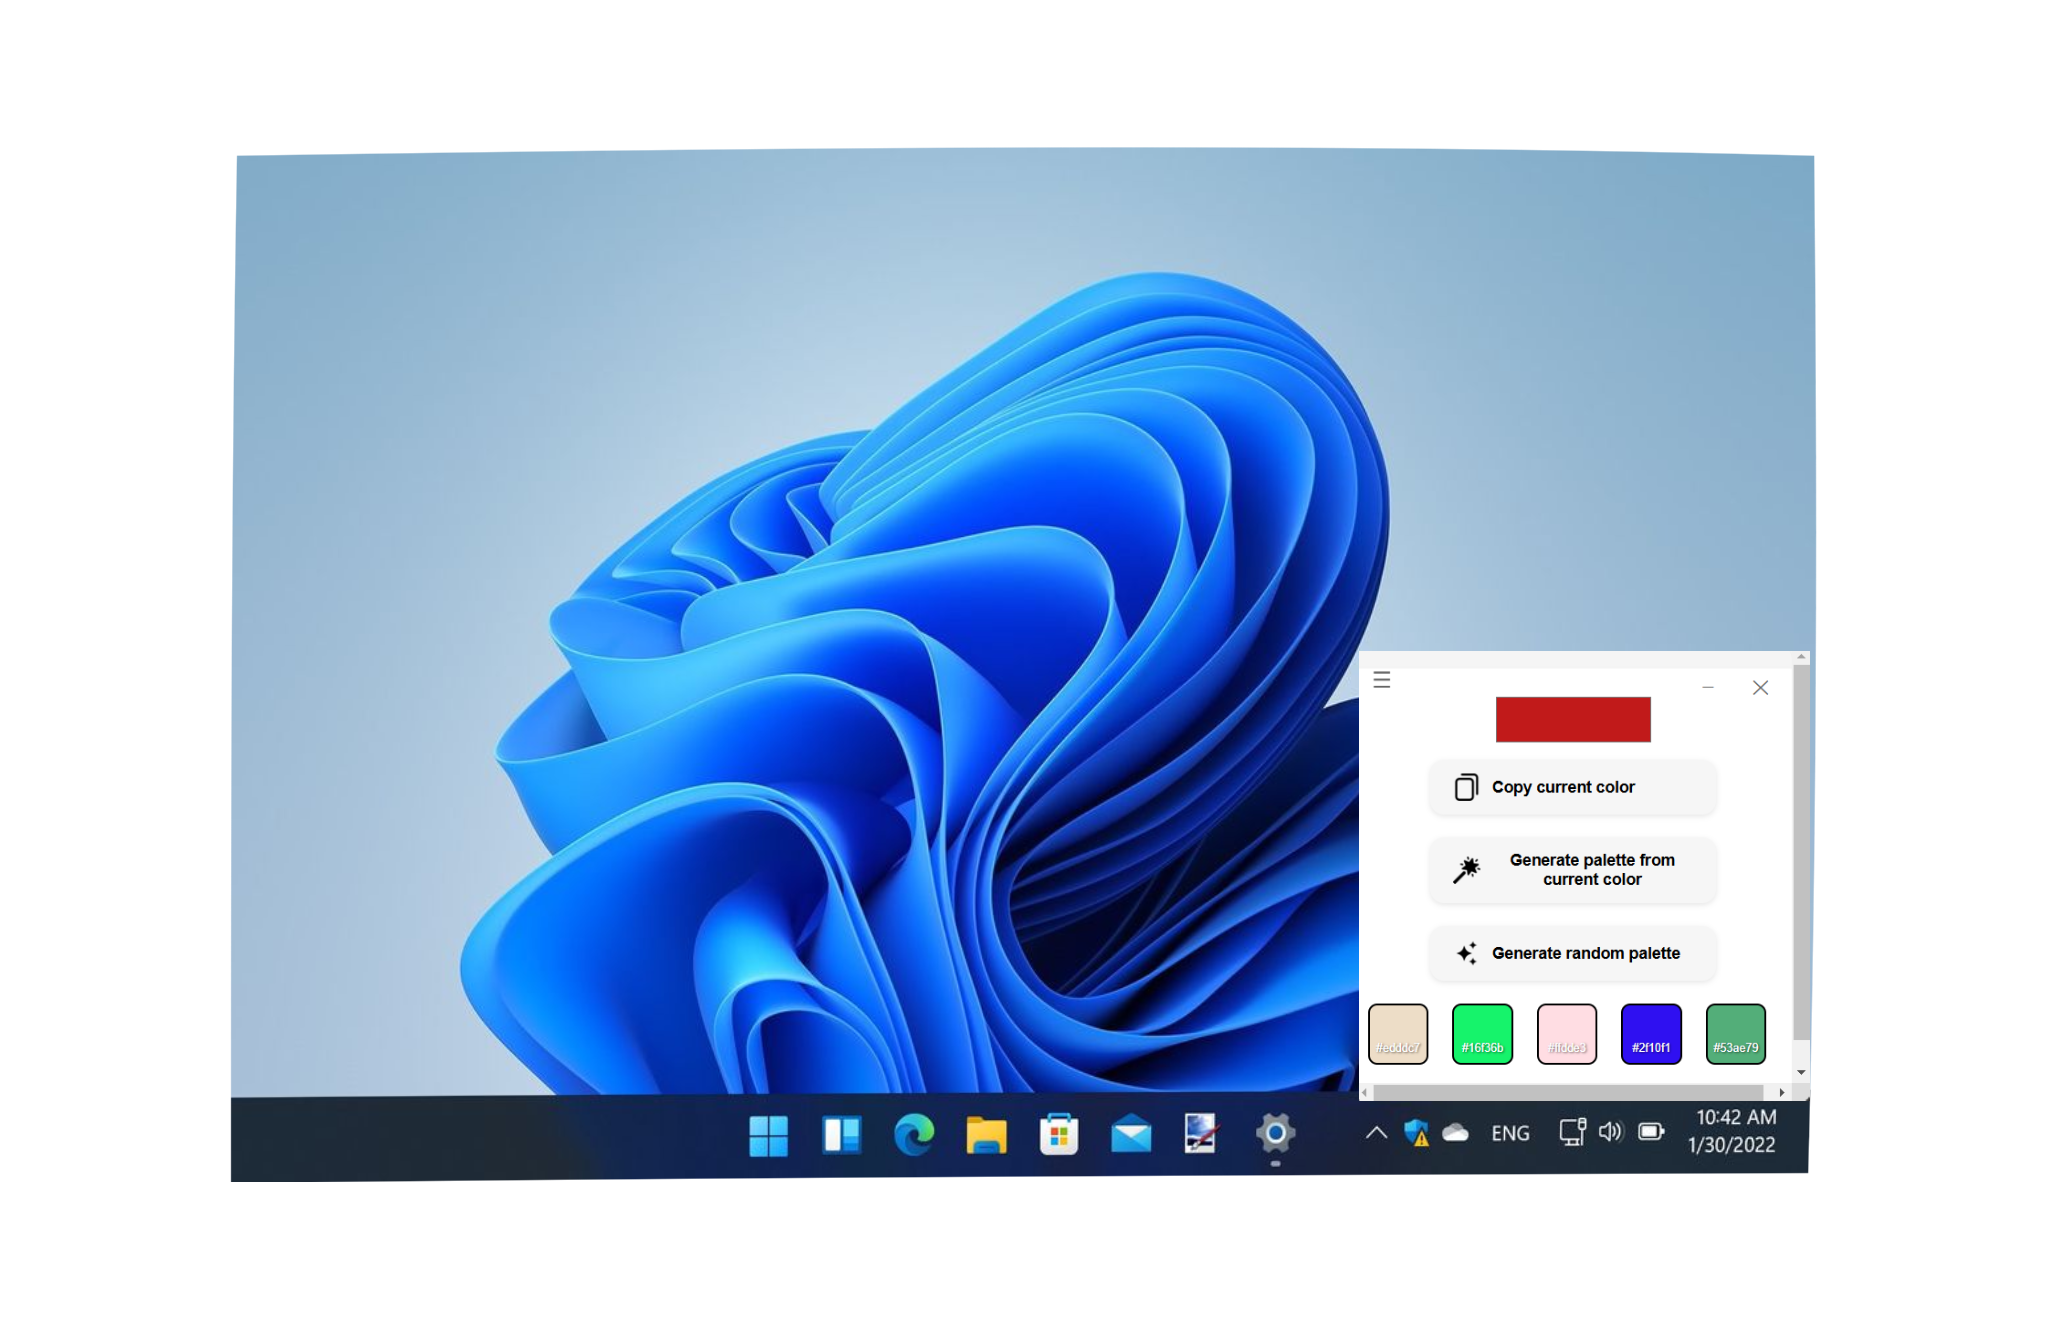 Copy current color
Generate palette from
current color
Generate random palette
#edddc7
#16f36b
#ffdde3
#2f10f1
#53ae79
ENG
10:42 AM
1/30/2022